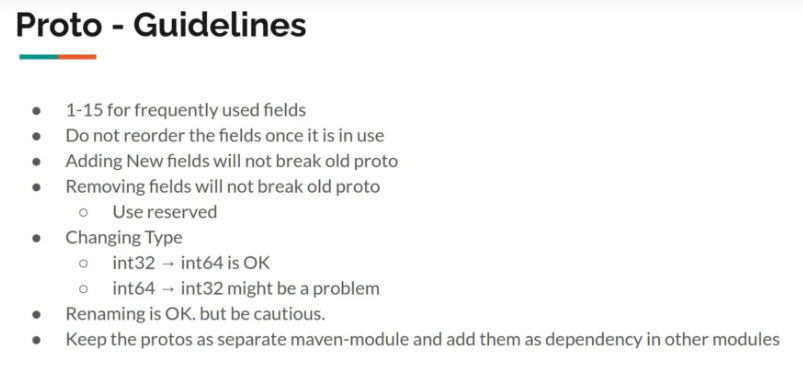 Proto - Guidelines
● 1-15 for frequently used fields
● Do not reorder the fields once it is in use
● Adding New fields will not break old proto
● Removing fields will not break old proto
○ Use reserved
● Changing Type
○ int32 → int64 is OK
○ int64 → int32 might be a problem
● Renaming is OK. but be cautious.
● Keep the protos as separate maven-module and add them as dependency in other modules